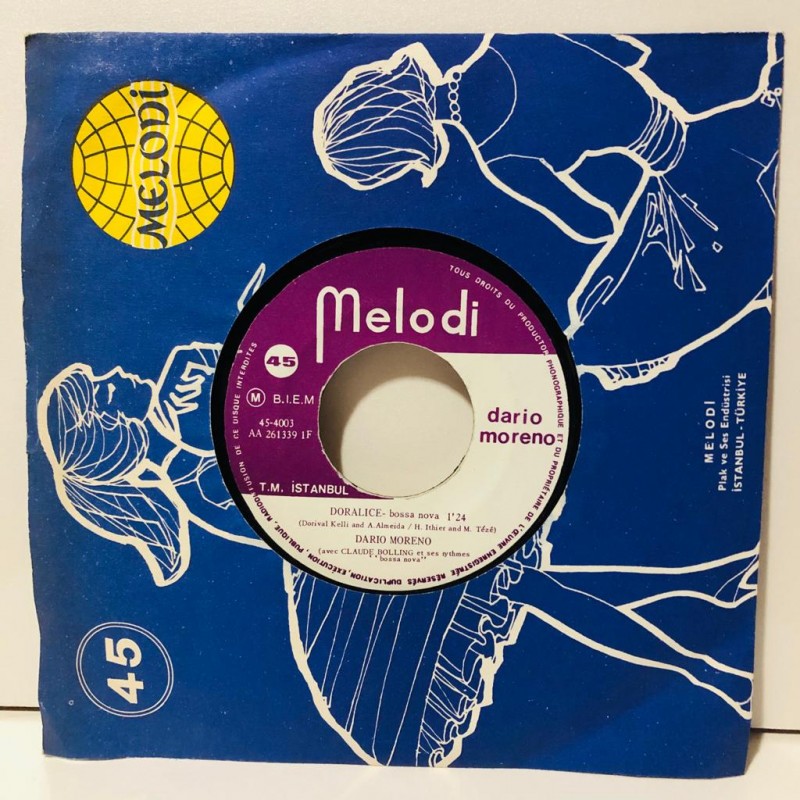 MELODİ
Melodi
TOUS DROITS DU PRODUCTEUR PHONOGRAPHIQUE ET DU PROPRIÉTAIRE DE L'ŒUVRE ENREGISTRÉE RÉSERVÉS DUPLICATION, EXÉCUTION, PUBLIQUE, RADIODIFFUSION DE CE DISQUE INTERDITES
45
M B.I.E.M
45-4003
AA 261339 1F
dario
moreno
T.M. İSTANBUL
DORALICE- bossa nova 1'24
(Dorival Kelli and A.Almeida / H. Ithier and M. Tézé)
DARIO MORENO
(avec CLAUDE BOLLING et ses rythmes
"bossa nova"
MELODİ
Plak ve Ses Endüstrisi
İSTANBUL - TÜRKİYE
45